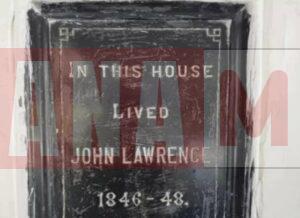 IN THIS HOUSE
LIVED
JOHN LAWRENCE
1846-48.